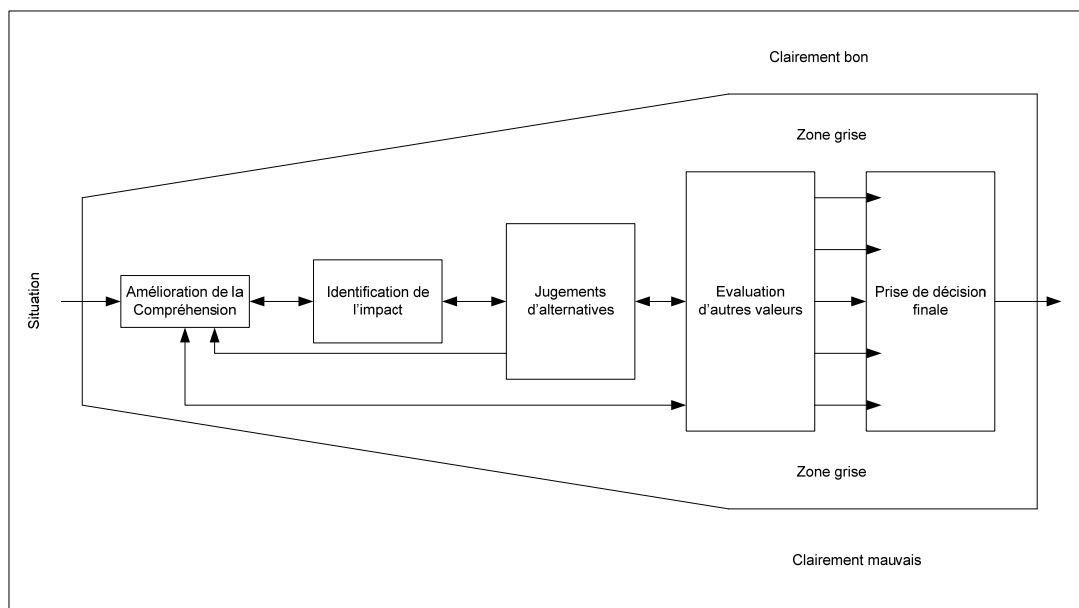 Clairement bon
Zone grise
Situation
Amélioration de la
Compréhension
Identification de
l'impact
Jugements
d'alternatives
Evaluation
d'autres valeurs
Prise de décision
finale
Zone grise
Clairement mauvais